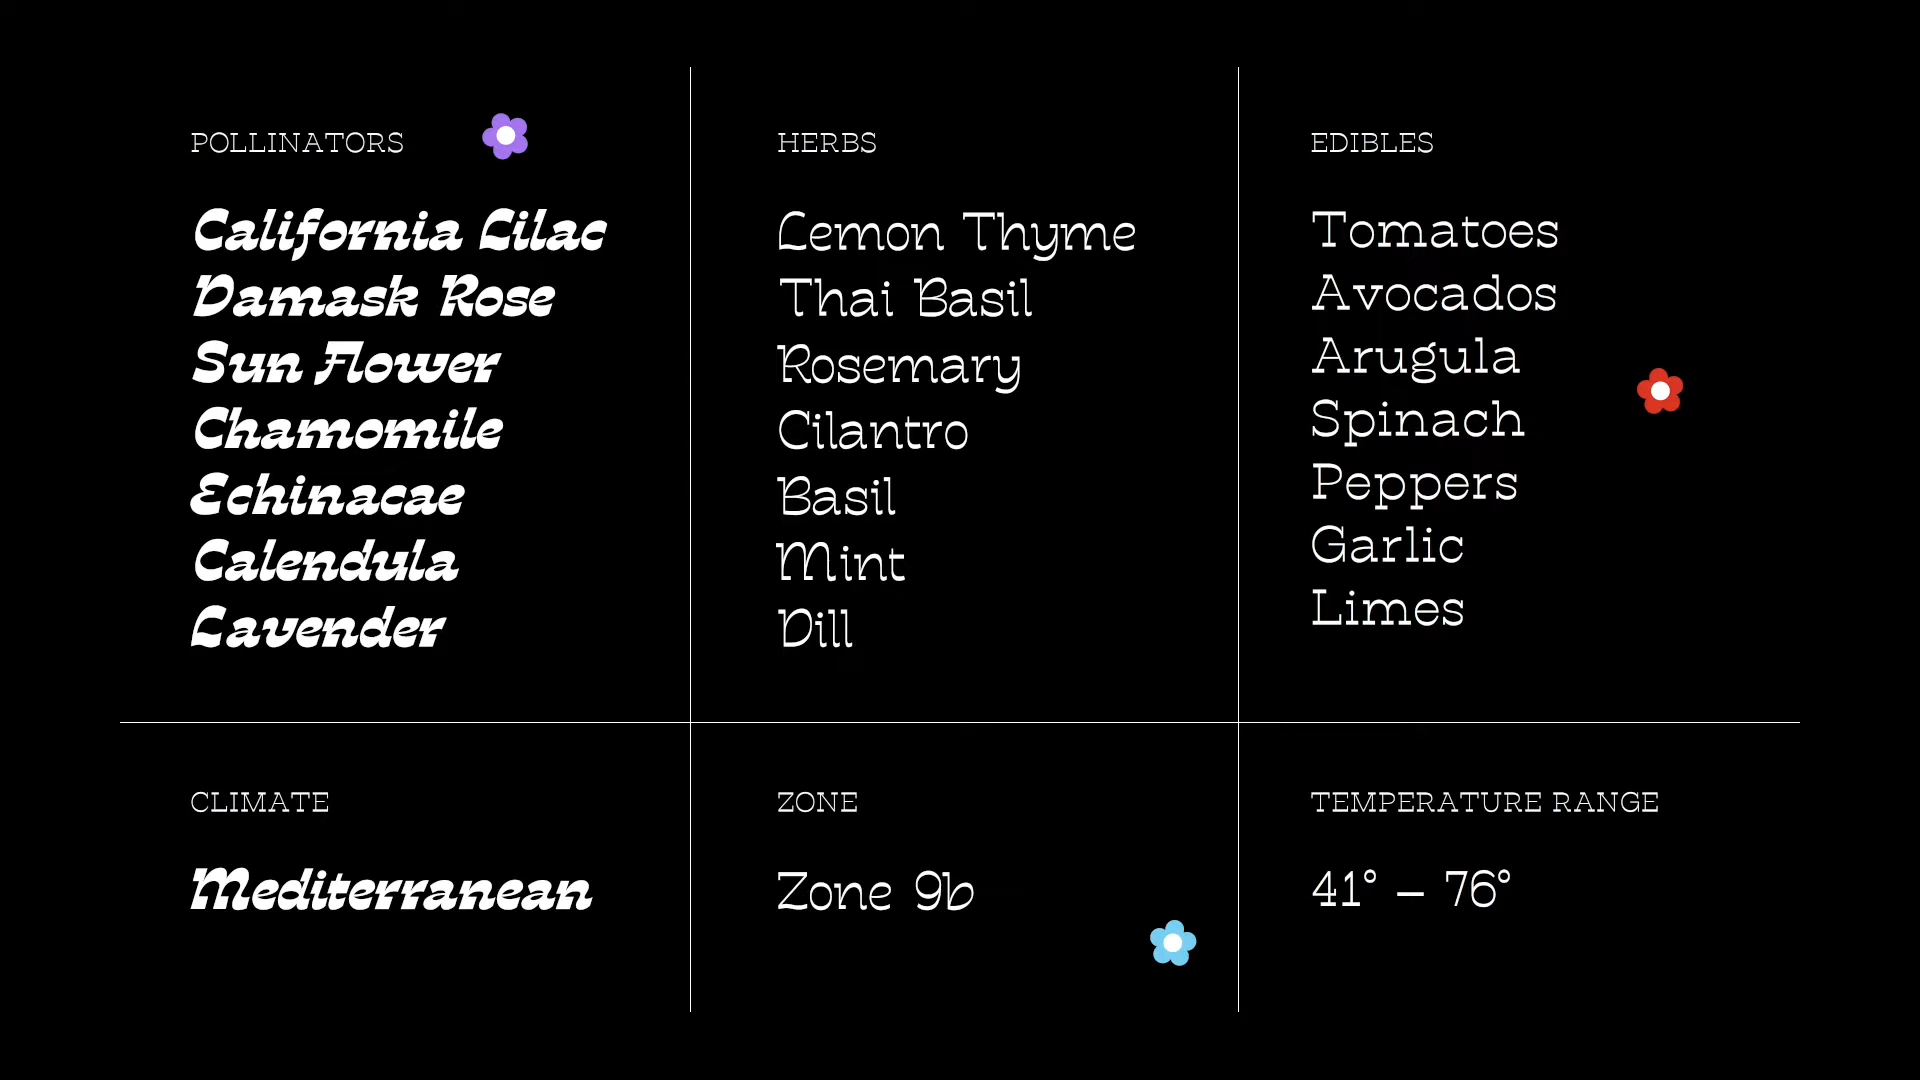 POLLINATORS
California Lilac
Damask Rose
Sun Flower
Chamomile
Echinacae
Calendula
Lavender
HERBS
Lemon Thyme
Thai Basil
Rosemary
Cilantro
Basil
Mint
Dill
EDIBLES
Tomatoes
Avocados
Arugula
Spinach
Peppers
Garlic
Limes
CLIMATE
Mediterranean
ZONE
Zone 9b
TEMPERATURE RANGE
41° – 76°